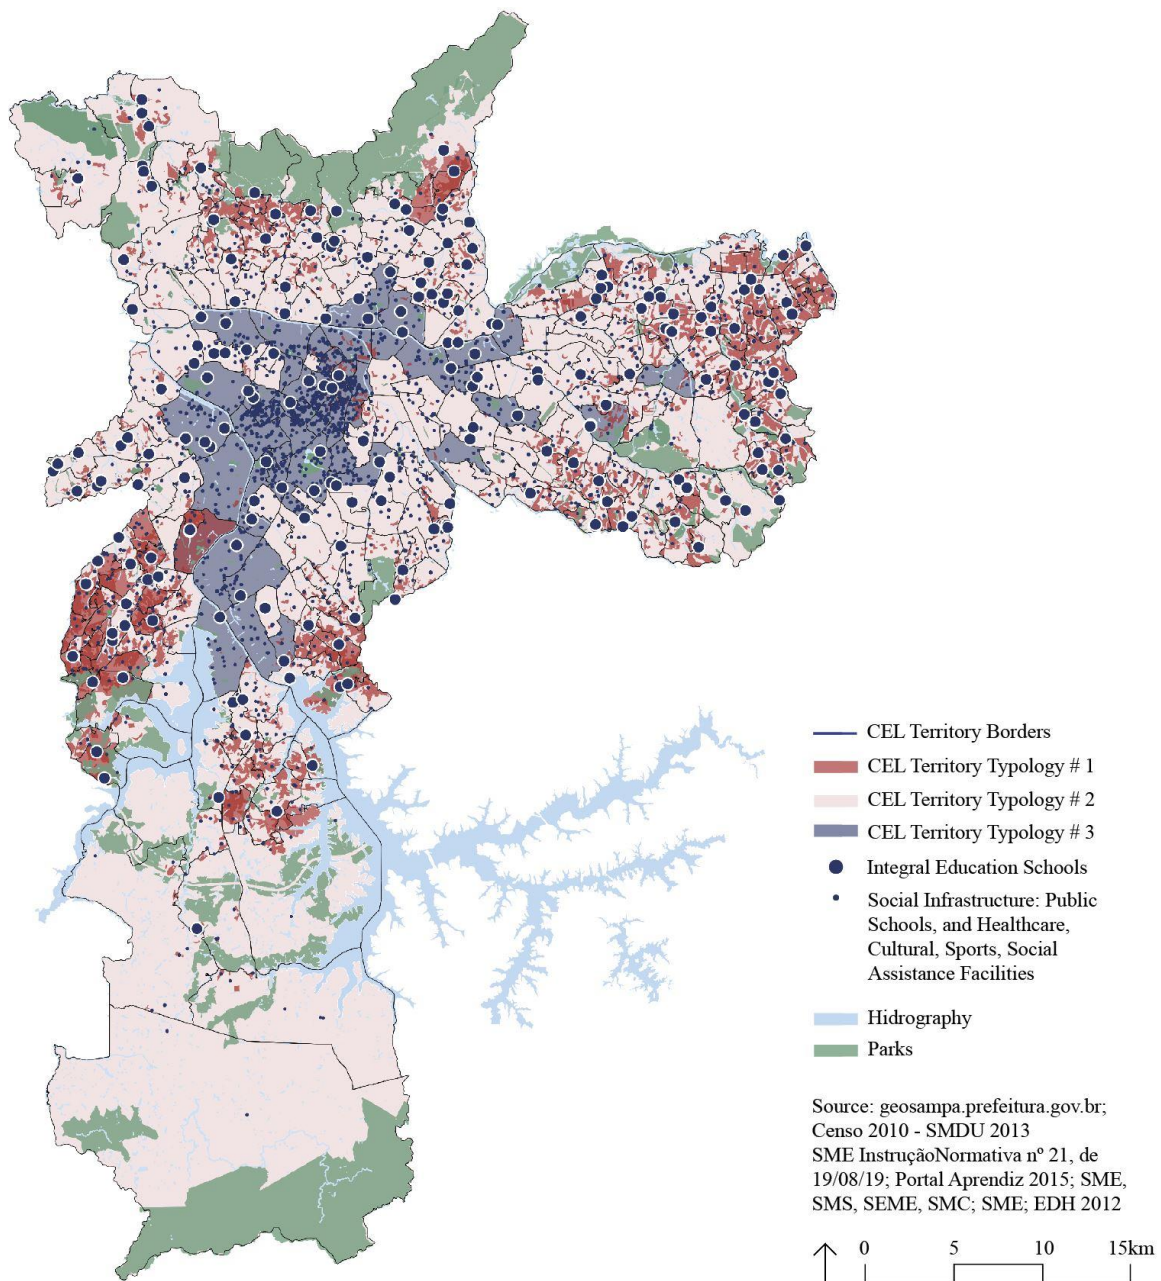 CEL Territory Borders
CEL Territory Typology # 1
CEL Territory Typology # 2
CEL Territory Typology # 3
Integral Education Schools
Social Infrastructure: Public
Schools, and Healthcare,
Cultural, Sports, Social
Assistance Facilities
Hidrography
Parks
Source: geosampa.prefeitura.gov.br;
Censo 2010 - SMDU 2013
SME InstruçãoNormativa nº 21, de
19/08/19; Portal Aprendiz 2015; SME,
SMS, SEME, SMC; SME; EDH 2012
0 5 10 15km